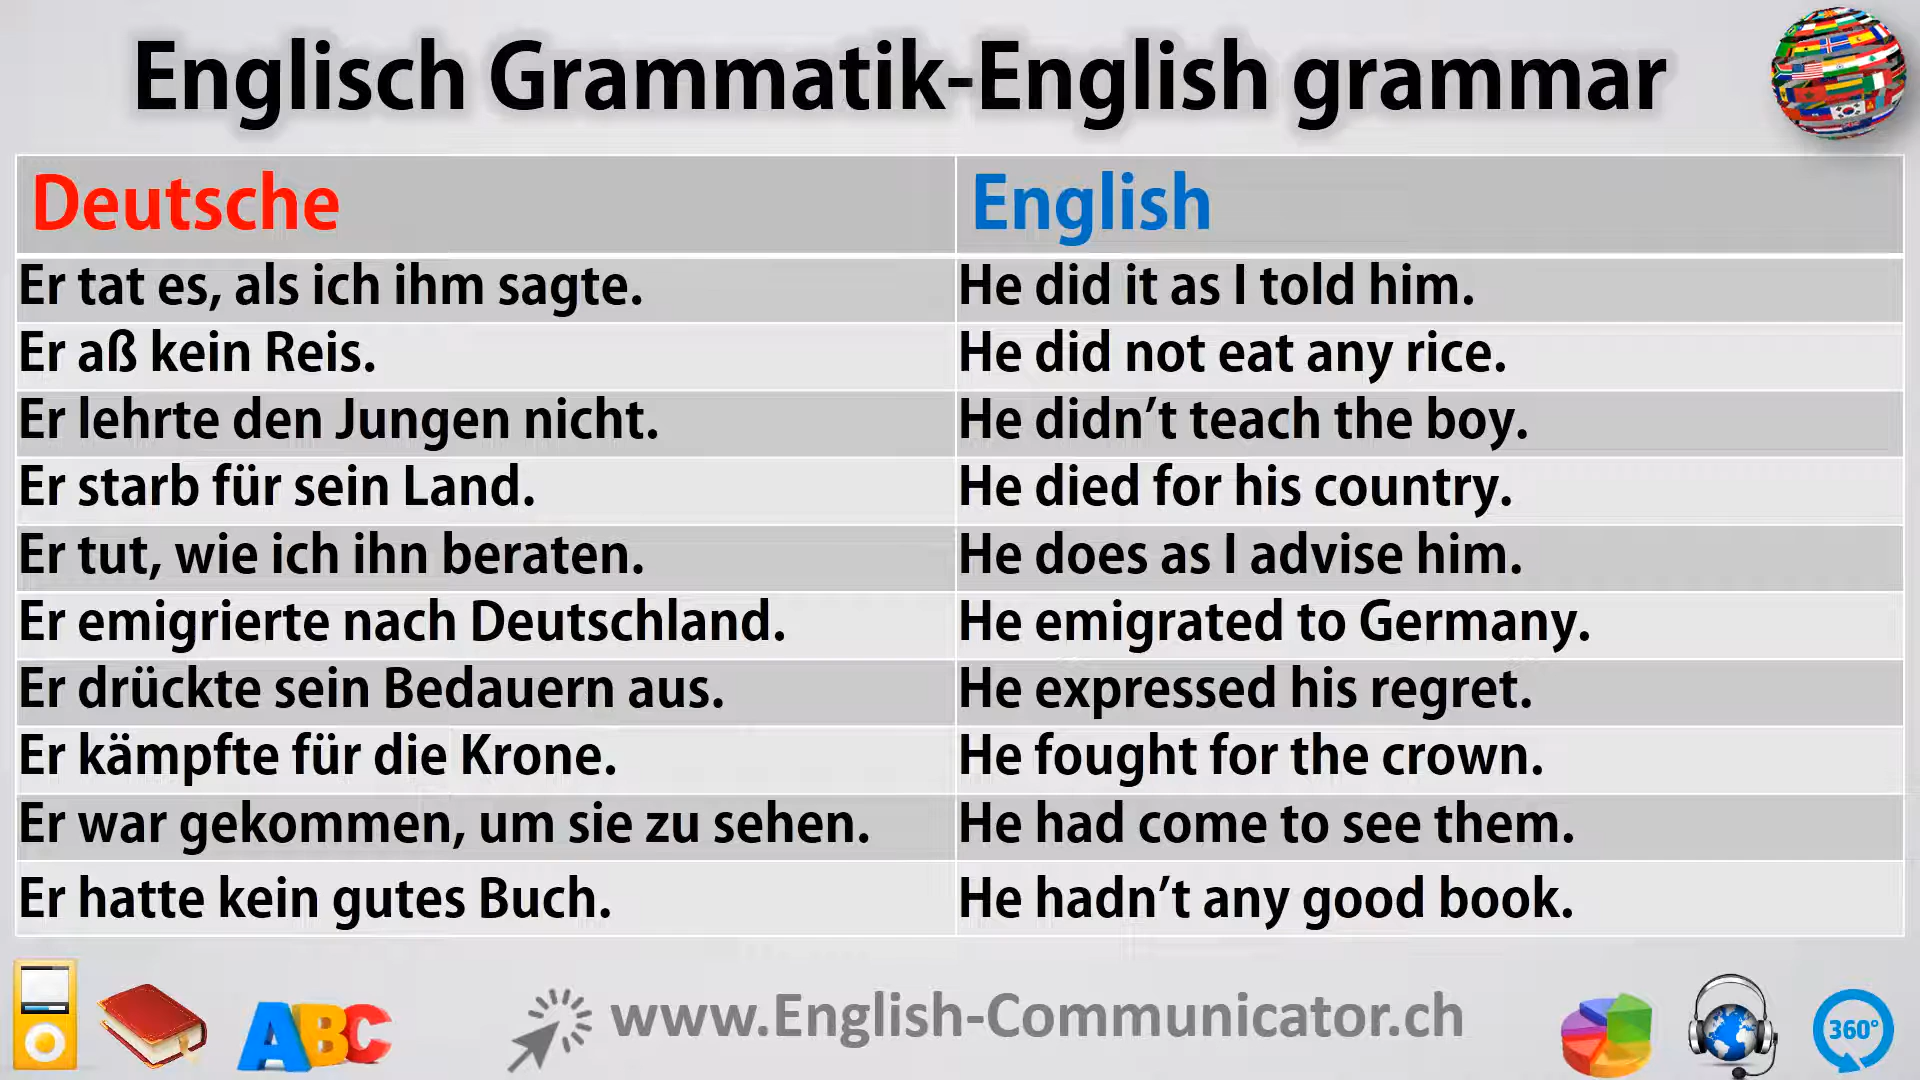 Englisch Grammatik-English grammar
Deutsche English
Er tat es, als ich ihm sagte. He did it as I told him.
Er aß kein Reis. He did not eat any rice.
Er lehrte den Jungen nicht. He didn’t teach the boy.
Er starb für sein Land. He died for his country.
Er tut, wie ich ihn beraten. He does as I advise him.
Er emigrierte nach Deutschland. He emigrated to Germany.
Er drückte sein Bedauern aus. He expressed his regret.
Er kämpfte für die Krone. He fought for the crown.
Er war gekommen, um sie zu sehen. He had come to see them.
Er hatte kein gutes Buch. He hadn’t any good book.
ABC www.English-Communicator.ch 360°